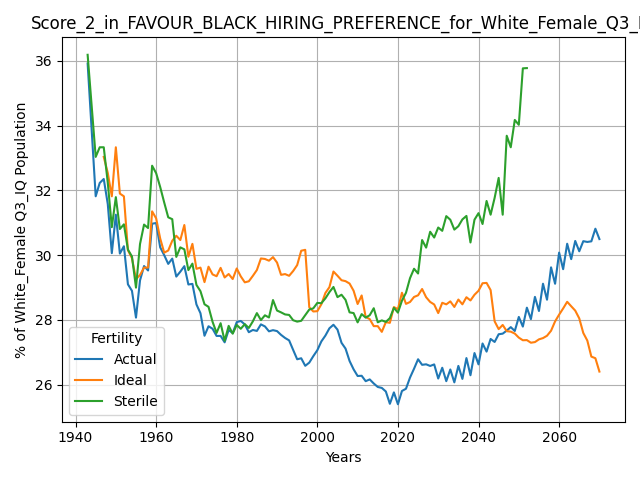 Score_2_in_FAVOUR_BLACK_HIRING_PREFERENCE_for_White_Female_Q3_I
% of White_Female Q3_IQ Population
36
34
32
30
28
26
Fertility
Actual
Ideal
Sterile
1940 1960 1980 2000 2020 2040 2060
Years